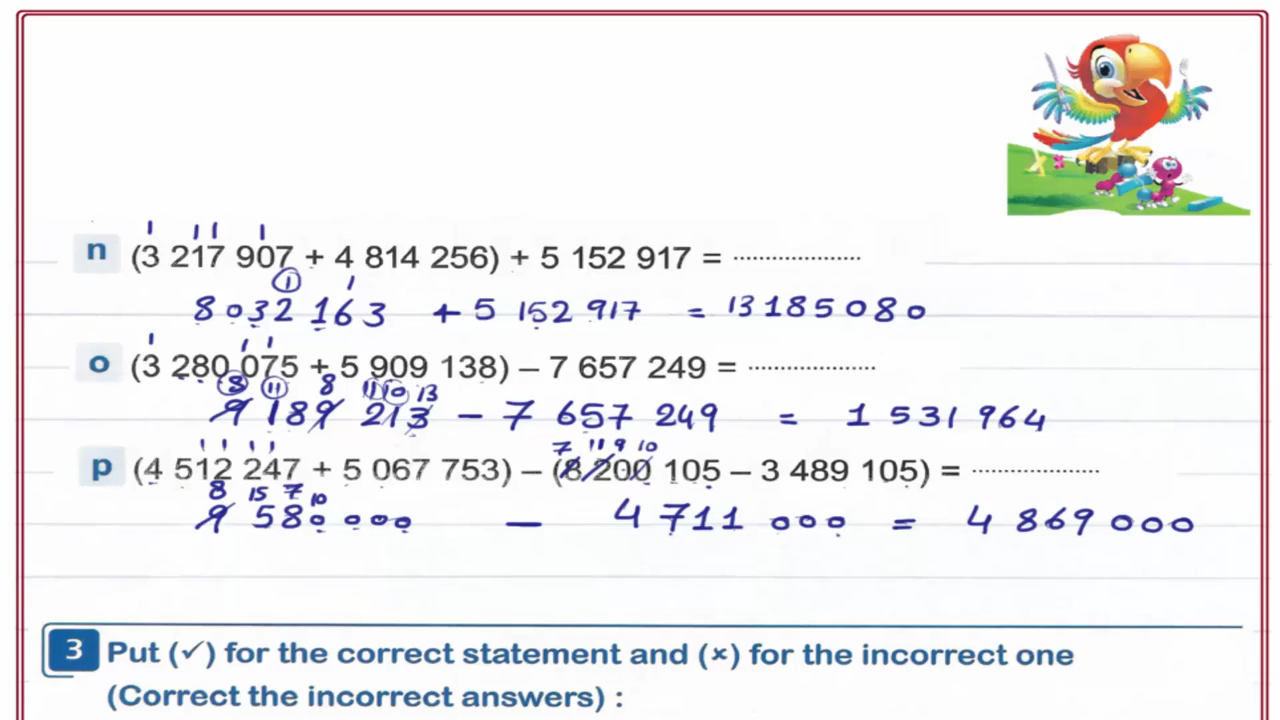 n (3 217 907 + 4 814 256) + 5 152 917 = ....................
8 032 163 + 5 152 917 = 13 185 080
o (3 280 075 + 5 909 138) – 7 657 249 = ....................
9 189 213 – 7 657 249 = 1 531 964
p (4 512 247 + 5 067 753) – (8 200 105 – 3 489 105) = ....................
9 580 000 – 4 711 000 = 4 869 000
3 Put (✓) for the correct statement and (×) for the incorrect one
(Correct the incorrect answers) :